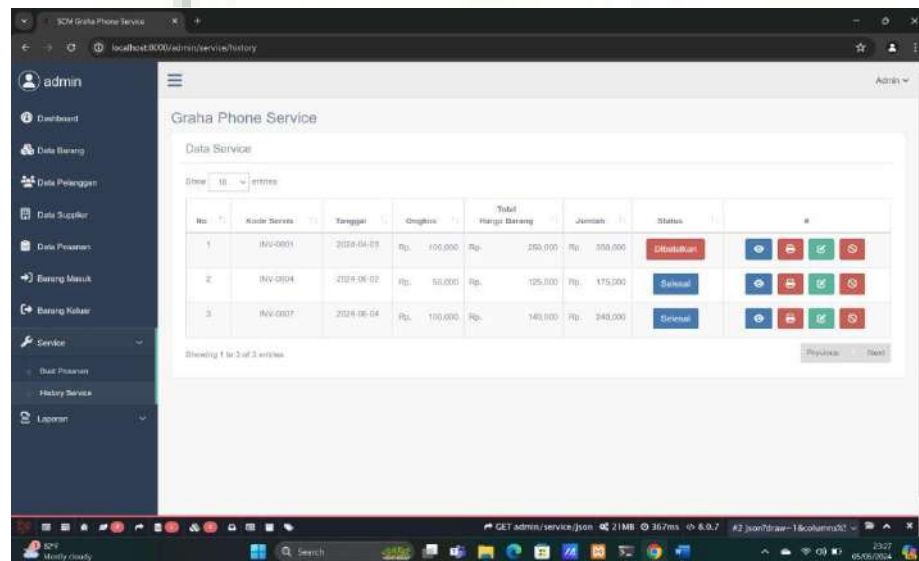 SCM Graha Phone Service
localhost:8000/admin/service/history
admin
Admin
Dashboard
Data Barang
Data Pelanggan
Data Supplier
Data Pesanan
Barang Masuk
Barang Keluar
Service
Buat Pesanan
History Service
Laporan
Graha Phone Service
Data Service
Show 10 entries
No Kode Servis Tanggal Ongkos Total Harga Barang Jumlah Status #
1 INV-0001 Rp. 100,000 Rp. Rp. Dibatalkan
2 INV-0004 2024-06-02 Rp. 50,000 Rp. 125,000 Rp. 175,000 Selesai
3 INV-0007 2024-06-04 Rp. 100,000 Rp. 140,000 Rp. 240,000 Selesai
Showing 1 to 3 of 3 entries
Previous 1 Next
GET admin/service/json 21MB 367ms 8.0.7
Mostly cloudy
Search
23:27
05/06/2024